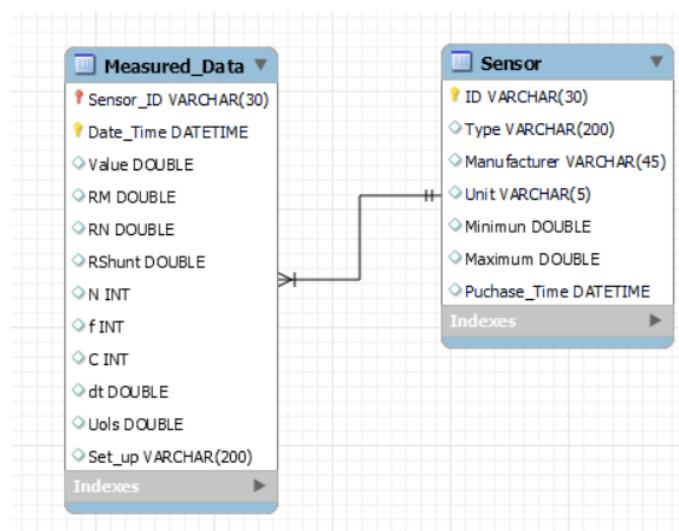 Measured_Data
Sensor_ID VARCHAR(30)
Date_Time DATETIME
Value DOUBLE
RM DOUBLE
RN DOUBLE
RShunt DOUBLE
N INT
f INT
C INT
dt DOUBLE
Uols DOUBLE
Set_up VARCHAR(200)
Indexes
Sensor
ID VARCHAR(30)
Type VARCHAR(200)
Manufacturer VARCHAR(45)
Unit VARCHAR(5)
Minimun DOUBLE
Maximum DOUBLE
Puchase_Time DATETIME
Indexes